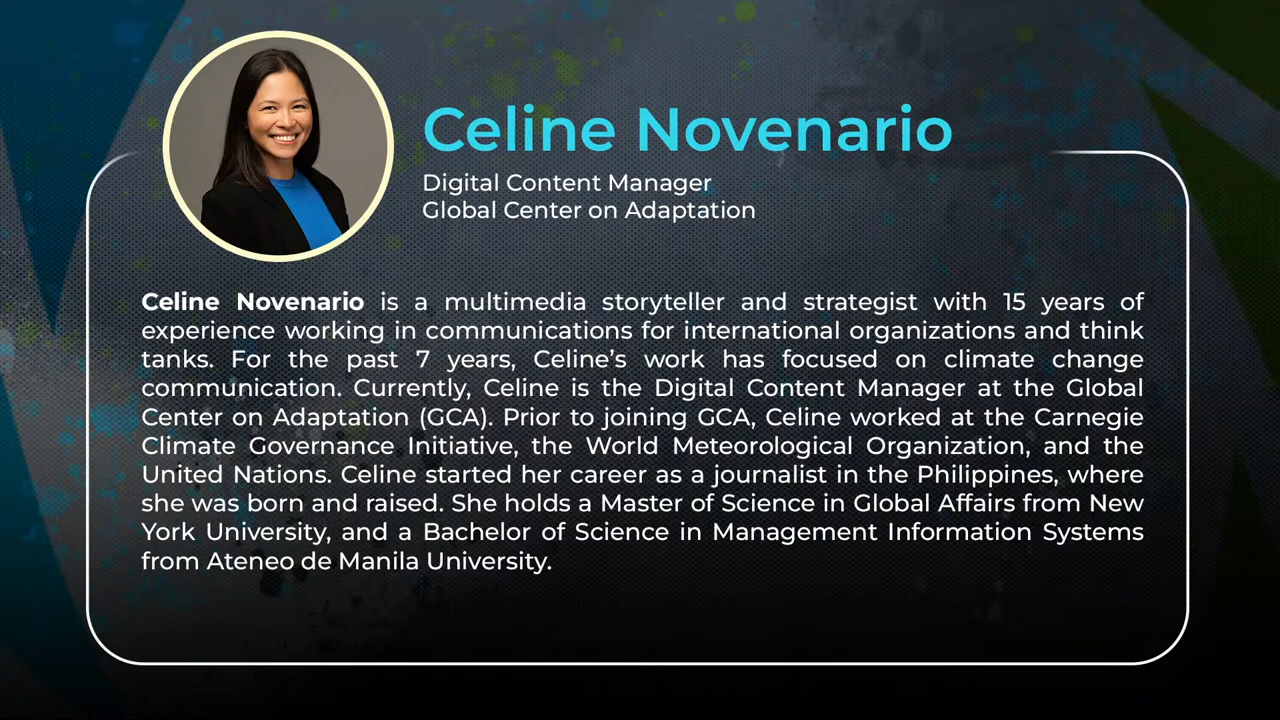 Celine Novenario
Digital Content Manager
Global Center on Adaptation
Celine Novenario is a multimedia storyteller and strategist with 15 years of
experience working in communications for international organizations and think
tanks. For the past 7 years, Celine’s work has focused on climate change
communication. Currently, Celine is the Digital Content Manager at the Global
Center on Adaptation (GCA). Prior to joining GCA, Celine worked at the Carnegie
Climate Governance Initiative, the World Meteorological Organization, and the
United Nations. Celine started her career as a journalist in the Philippines, where
she was born and raised. She holds a Master of Science in Global Affairs from New
York University, and a Bachelor of Science in Management Information Systems
from Ateneo de Manila University.